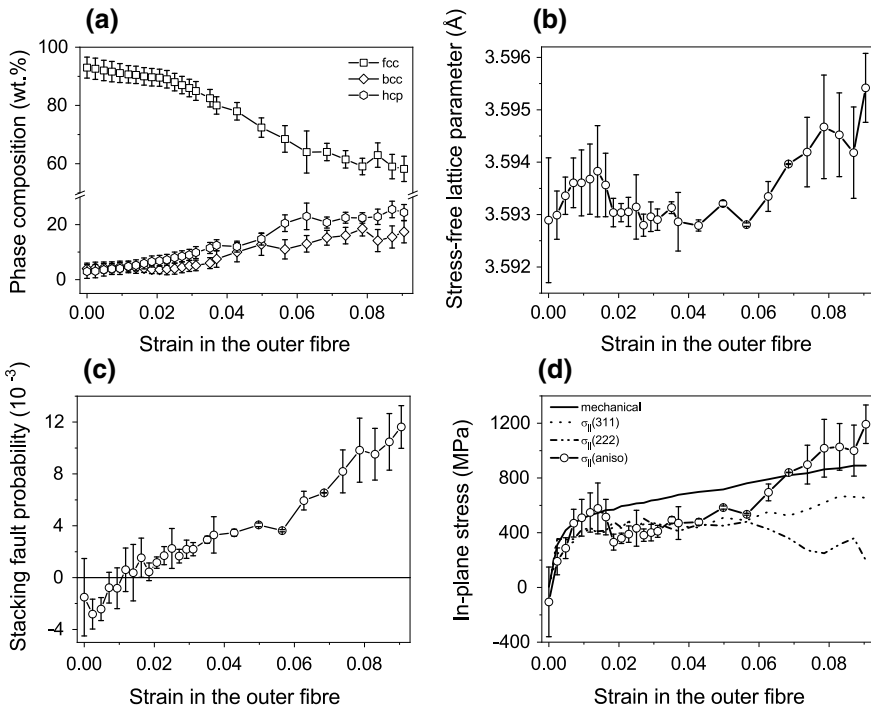 (a)
Phase composition (wt.%)
100
80
60
20
0
fcc
bcc
hcp
0.00 0.02 0.04 0.06 0.08
Strain in the outer fibre
(b)
Stress-free lattice parameter (Å)
3.596
3.595
3.594
3.593
3.592
0.00 0.02 0.04 0.06 0.08
Strain in the outer fibre
(c)
Stacking fault probability (10⁻³)
12
8
4
0
−4
0.00 0.02 0.04 0.06 0.08
Strain in the outer fibre
(d)
In-plane stress (MPa)
1200
800
400
0
−400
mechanical
σ||(311)
σ||(222)
σ||(aniso)
0.00 0.02 0.04 0.06 0.08
Strain in the outer fibre